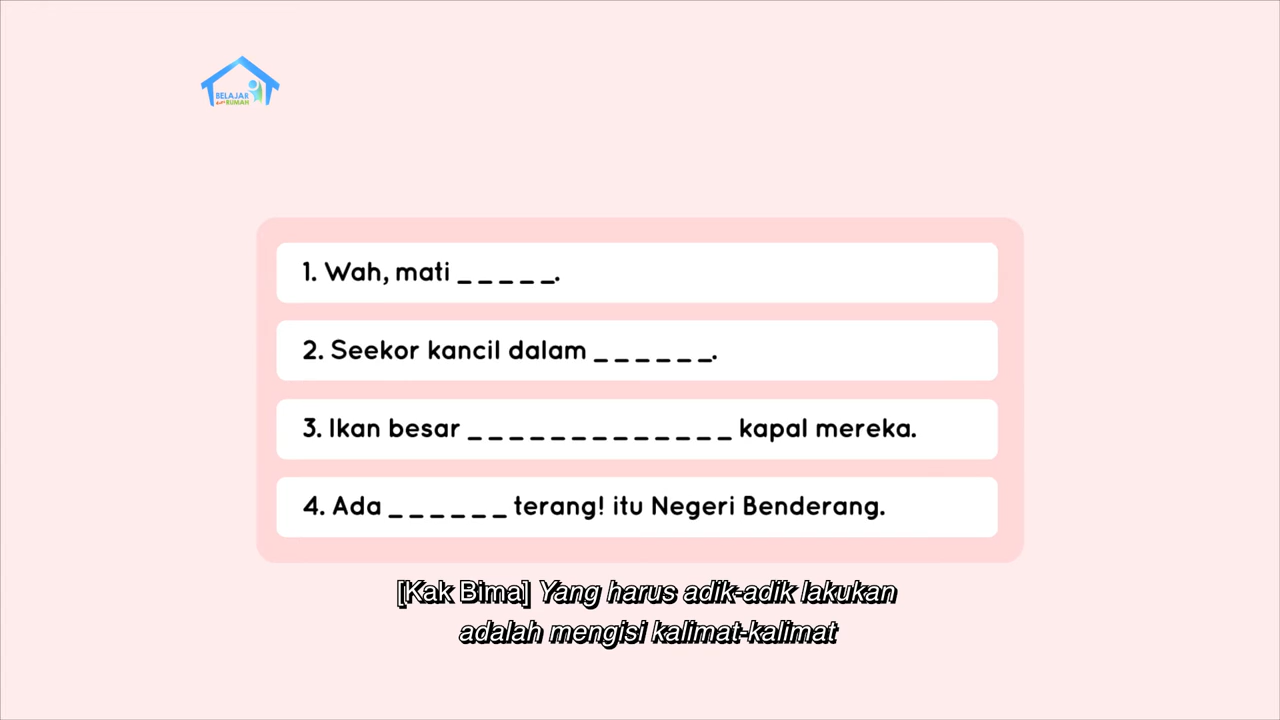 BELAJAR
dari RUMAH
1. Wah, mati _ _ _ _ _.
2. Seekor kancil dalam _ _ _ _ _ _.
3. Ikan besar _ _ _ _ _ _ _ _ _ _ _ _ _ kapal mereka.
4. Ada _ _ _ _ _ _ terang! itu Negeri Benderang.
[Kak Bima] Yang harus adik-adik lakukan
adalah mengisi kalimat-kalimat